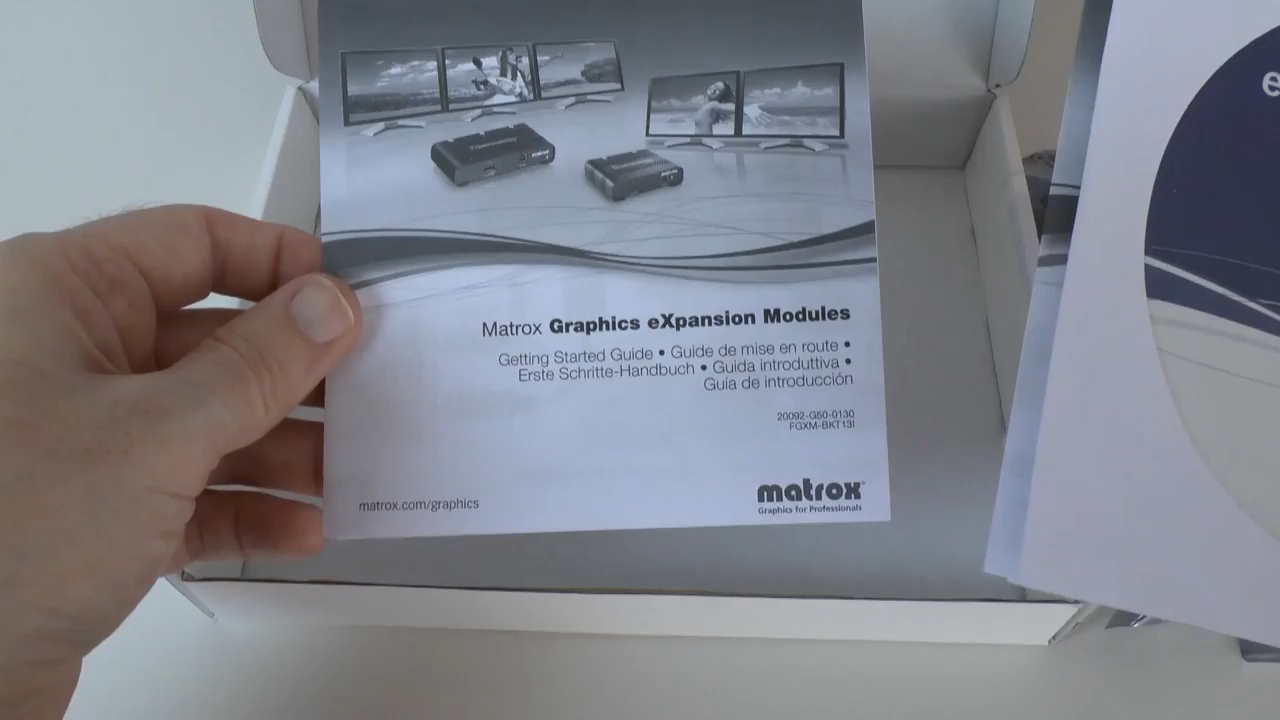 Matrox Graphics eXpansion Modules
Getting Started Guide • Guide de mise en route •
Erste Schritte-Handbuch • Guida introduttiva •
Guía de introducción
20092-G50-0130
FGXM-BKT13I
matrox.com/graphics
matrox
Graphics for Professionals
e